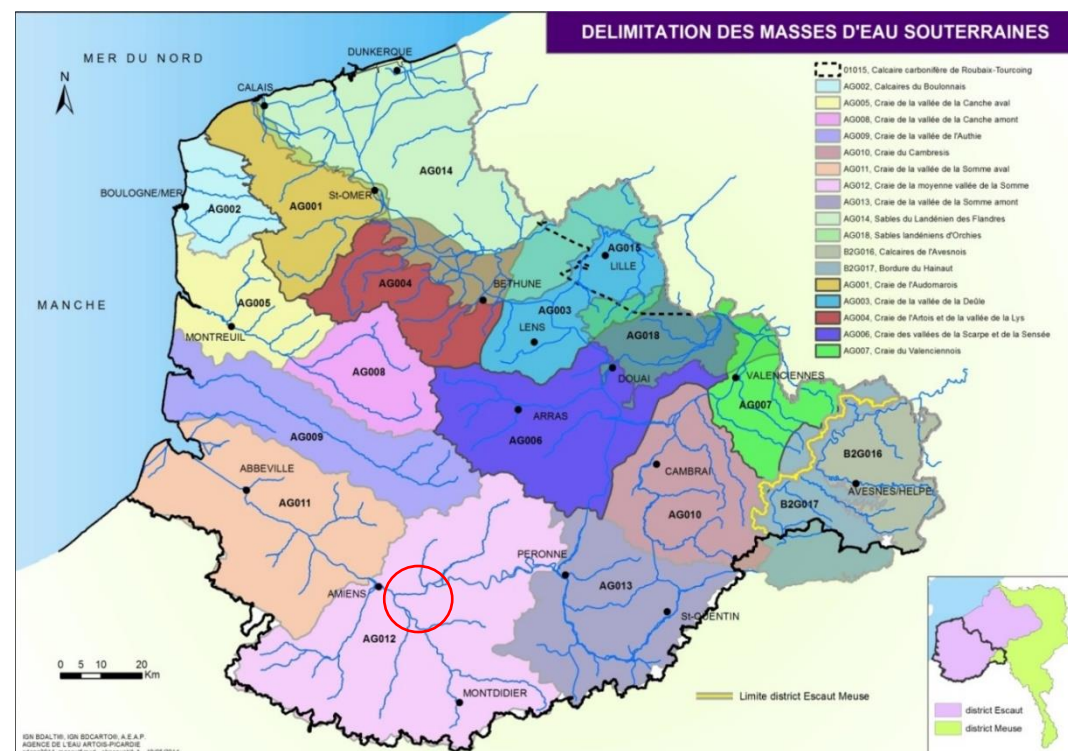 DELIMITATION DES MASSES D'EAU SOUTERRAINES
MER DU NORD
N
DUNKERQUE
CALAIS
BOULOGNE/MER
AG002
AG001
St-OMER
AG014
AG015
LILLE
MANCHE
AG005
MONTREUIL
AG004
BETHUNE
AG003
LENS
AG018
DOUAI
VALENCIENNES
AG007
AG008
ARRAS
AG006
AG009
ABBEVILLE
AG011
CAMBRAI
AG010
B2G016
AVESNES/HELPE
B2G017
PERONNE
AG013
St-QUENTIN
AMIENS
AG012
MONTDIDIER
01015, Calcaire carbonifère de Roubaix-Tourcoing
AG002, Calcaires du Boulonnais
AG005, Craie de la vallée de la Canche aval
AG008, Craie de la vallée de la Canche amont
AG009, Craie de la vallée de l'Authie
AG010, Craie du Cambresis
AG011, Craie de la vallée de la Somme aval
AG012, Craie de la moyenne vallée de la Somme
AG013, Craie de la vallée de la Somme amont
AG014, Sables du Landénien des Flandres
AG018, Sables landéniens d'Orchies
B2G016, Calcaires de l'Avesnois
B2G017, Bordure du Hainaut
AG001, Craie de l'Audomarois
AG003, Craie de la vallée de la Deûle
AG004, Craie de l'Artois et de la vallée de la Lys
AG006, Craie des vallées de la Scarpe et de la Sensée
AG007, Craie du Valenciennois
0 5 10 20
Km
Limite district Escaut Meuse
district Escaut
district Meuse
IGN BDALTI®, IGN BDCARTO®, A.E.A.P.
AGENCE DE L'EAU ARTOIS-PICARDIE